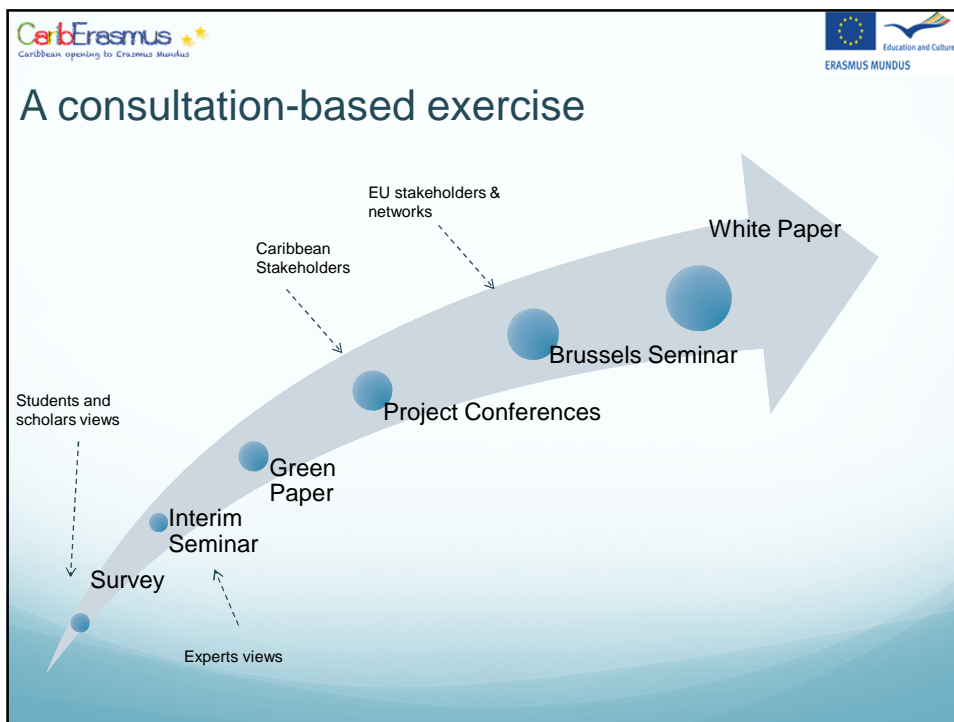 CaribErasmus
Caribbean opening to Erasmus Mundus
Education and Culture
ERASMUS MUNDUS
A consultation-based exercise
EU stakeholders &
networks
White Paper
Caribbean
Stakeholders
Brussels Seminar
Students and
scholars views
Project Conferences
Green
Paper
Interim
Seminar
Survey
Experts views